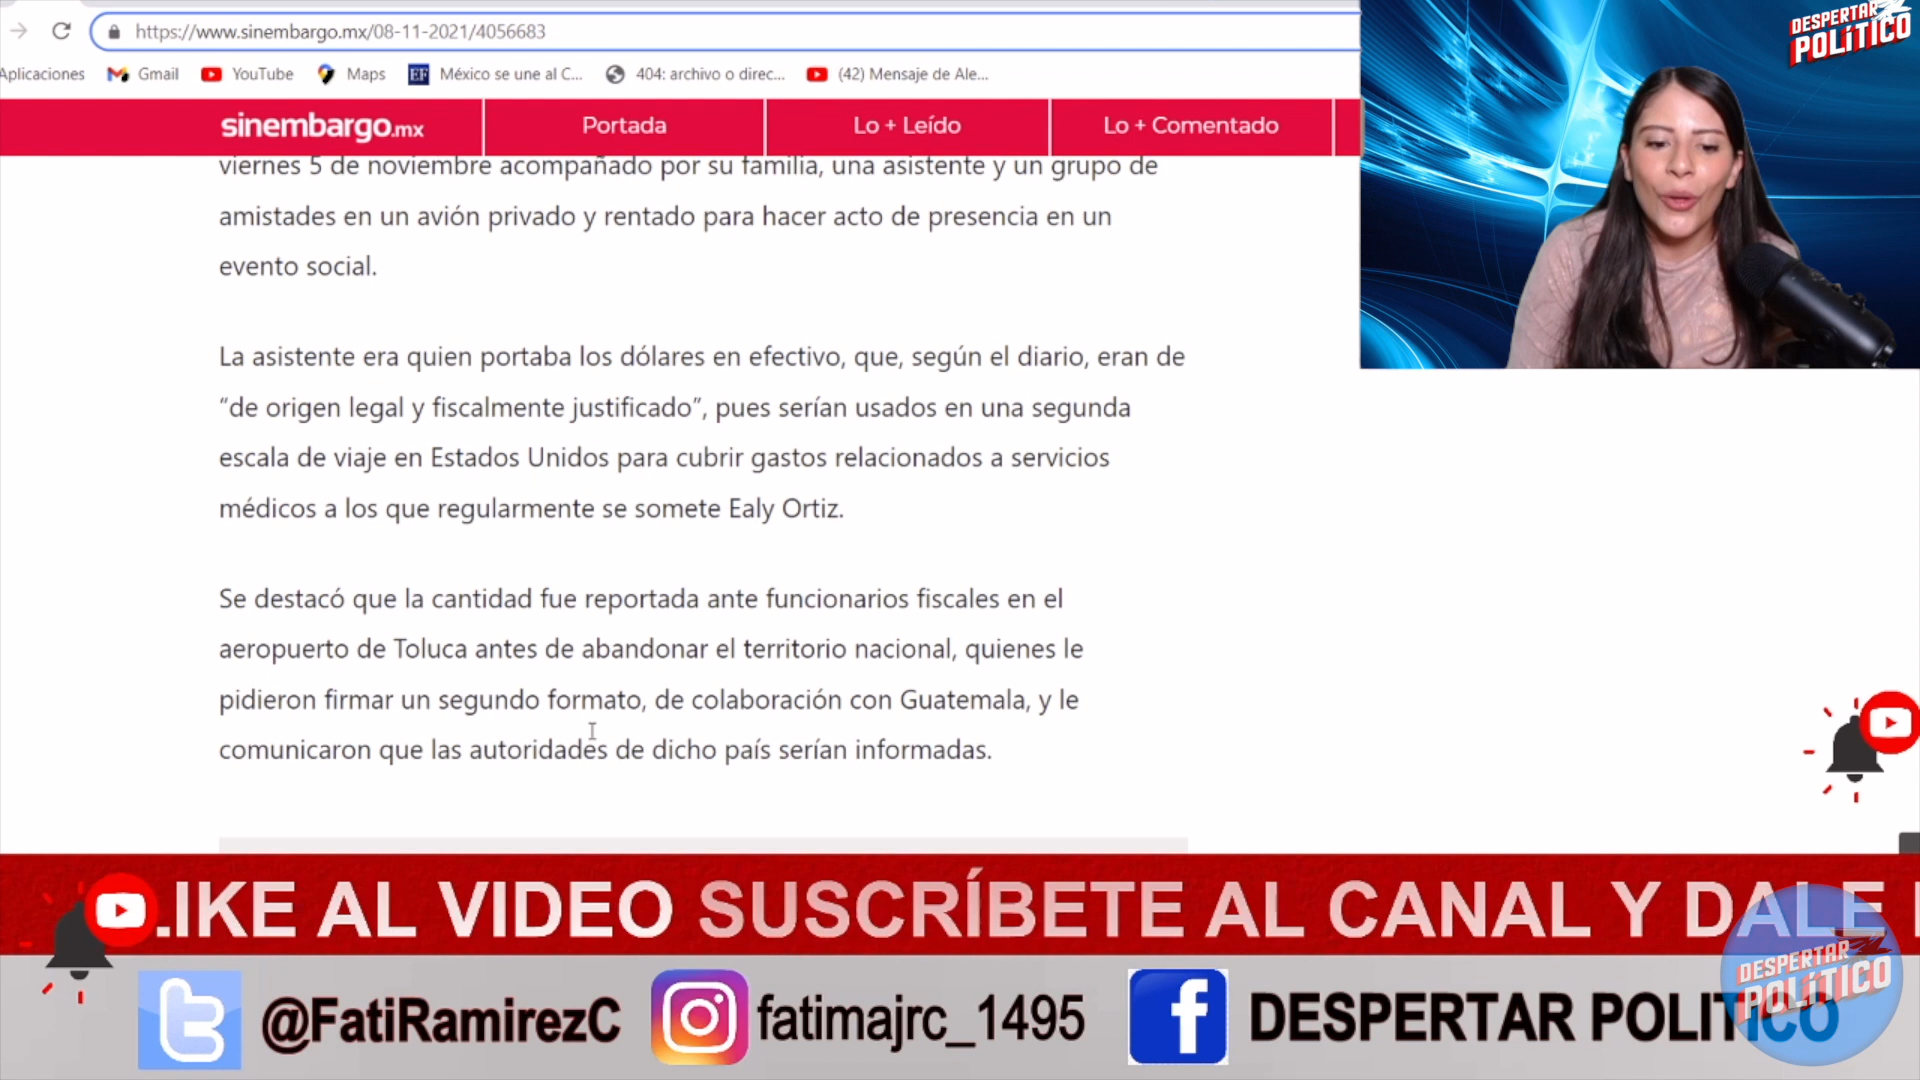 https://www.sinembargo.mx/08-11-2021/4056683
Aplicaciones Gmail YouTube Maps EF México se une al C... 404: archivo o direc... (42) Mensaje de Ale...
sinembargo.mx Portada Lo + Leído Lo + Comentado
viernes 5 de noviembre acompañado por su familia, una asistente y un grupo de
amistades en un avión privado y rentado para hacer acto de presencia en un
evento social.
La asistente era quien portaba los dólares en efectivo, que, según el diario, eran de
“de origen legal y fiscalmente justificado”, pues serían usados en una segunda
escala de viaje en Estados Unidos para cubrir gastos relacionados a servicios
médicos a los que regularmente se somete Ealy Ortiz.
Se destacó que la cantidad fue reportada ante funcionarios fiscales en el
aeropuerto de Toluca antes de abandonar el territorio nacional, quienes le
pidieron firmar un segundo formato, de colaboración con Guatemala, y le
comunicaron que las autoridades de dicho país serían informadas.
DESPERTAR
POLÍTICO
LIKE AL VIDEO SUSCRÍBETE AL CANAL Y DALE
DESPERTAR
POLÍTICO
@FatiRamirezC fatimajrc_1495 DESPERTAR POLITICO